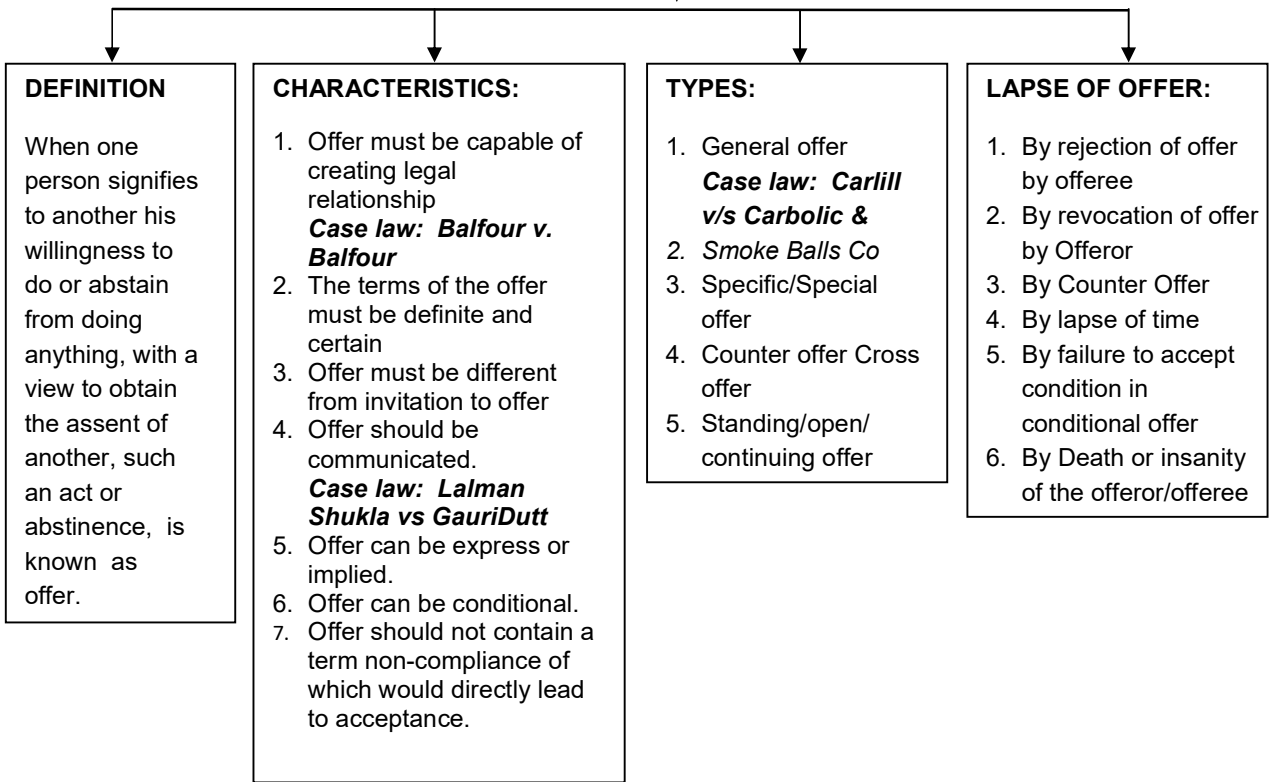 DEFINITION
When one
person signifies
to another his
willingness to
do or abstain
from doing
anything, with a
view to obtain
the assent of
another, such
an act or
abstinence, is
known as
offer.
CHARACTERISTICS:
1. Offer must be capable of
creating legal
relationship
Case law: Balfour v.
Balfour
2. The terms of the offer
must be definite and
certain
3. Offer must be different
from invitation to offer
4. Offer should be
communicated.
Case law: Lalman
Shukla vs GauriDutt
5. Offer can be express or
implied.
6. Offer can be conditional.
7. Offer should not contain a
term non-compliance of
which would directly lead
to acceptance.
TYPES:
1. General offer
Case law: Carlill
v/s Carbolic &
2. Smoke Balls Co
3. Specific/Special
offer
4. Counter offer Cross
offer
5. Standing/open/
continuing offer
LAPSE OF OFFER:
1. By rejection of offer
by offeree
2. By revocation of offer
by Offeror
3. By Counter Offer
4. By lapse of time
5. By failure to accept
condition in
conditional offer
6. By Death or insanity
of the offeror/offeree